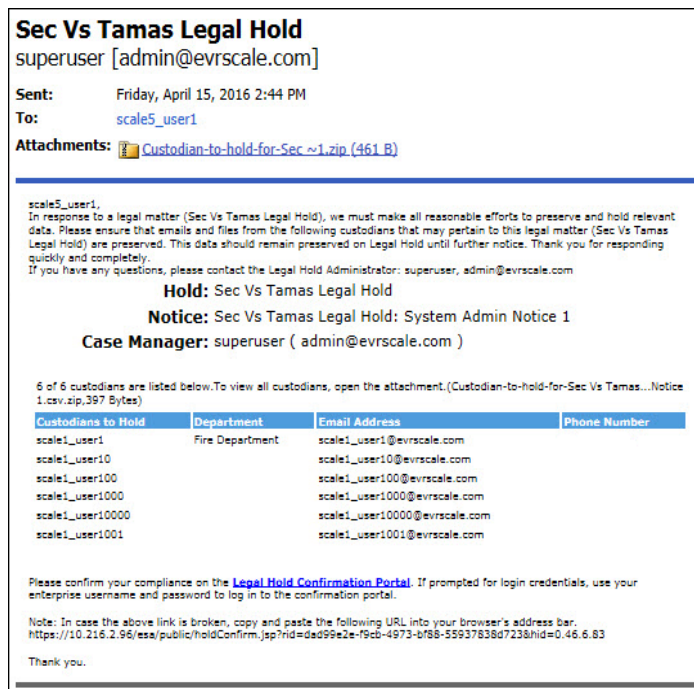 Sec Vs Tamas Legal Hold
superuser [admin@evrscale.com]
Sent: Friday, April 15, 2016 2:44 PM
To: scale5_user1
Attachments: Custodian-to-hold-for-Sec ~1.zip (461 B)
scale5_user1,
In response to a legal matter (Sec Vs Tamas Legal Hold), we must make all reasonable efforts to preserve and hold relevant
data. Please ensure that emails and files from the following custodians that may pertain to this legal matter (Sec Vs Tamas
Legal Hold) are preserved. This data should remain preserved on Legal Hold until further notice. Thank you for responding
quickly and completely.
If you have any questions, please contact the Legal Hold Administrator: superuser, admin@evrscale.com
Hold: Sec Vs Tamas Legal Hold
Notice: Sec Vs Tamas Legal Hold: System Admin Notice 1
Case Manager: superuser ( admin@evrscale.com )
6 of 6 custodians are listed below.To view all custodians, open the attachment.(Custodian-to-hold-for-Sec Vs Tamas...Notice
1.csv.zip,397 Bytes)
Custodians to Hold Department Email Address Phone Number
scale1_user1 Fire Department scale1_user1@evrscale.com
scale1_user10 scale1_user10@evrscale.com
scale1_user100 scale1_user100@evrscale.com
scale1_user1000 scale1_user1000@evrscale.com
scale1_user10000 scale1_user10000@evrscale.com
scale1_user1001 scale1_user1001@evrscale.com
Please confirm your compliance on the Legal Hold Confirmation Portal. If prompted for login credentials, use your
enterprise username and password to log in to the confirmation portal.
Note: In case the above link is broken, copy and paste the following URL into your browser's address bar.
https://10.216.2.96/esa/public/holdConfirm.jsp?rid=dad99e2e-f9cb-4973-bf88-55937838d723&hid=0.46.6.83
Thank you.